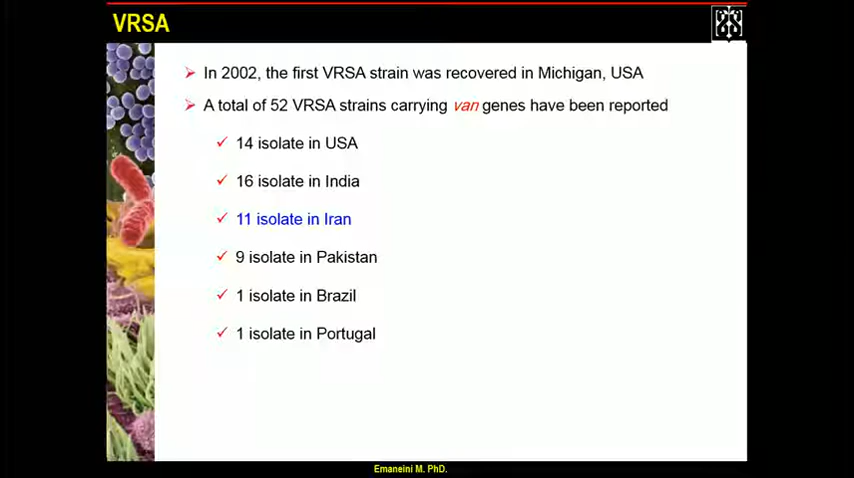 VRSA
In 2002, the first VRSA strain was recovered in Michigan, USA
A total of 52 VRSA strains carrying van genes have been reported
14 isolate in USA
16 isolate in India
11 isolate in Iran
9 isolate in Pakistan
1 isolate in Brazil
1 isolate in Portugal
Emaneini M. PhD.